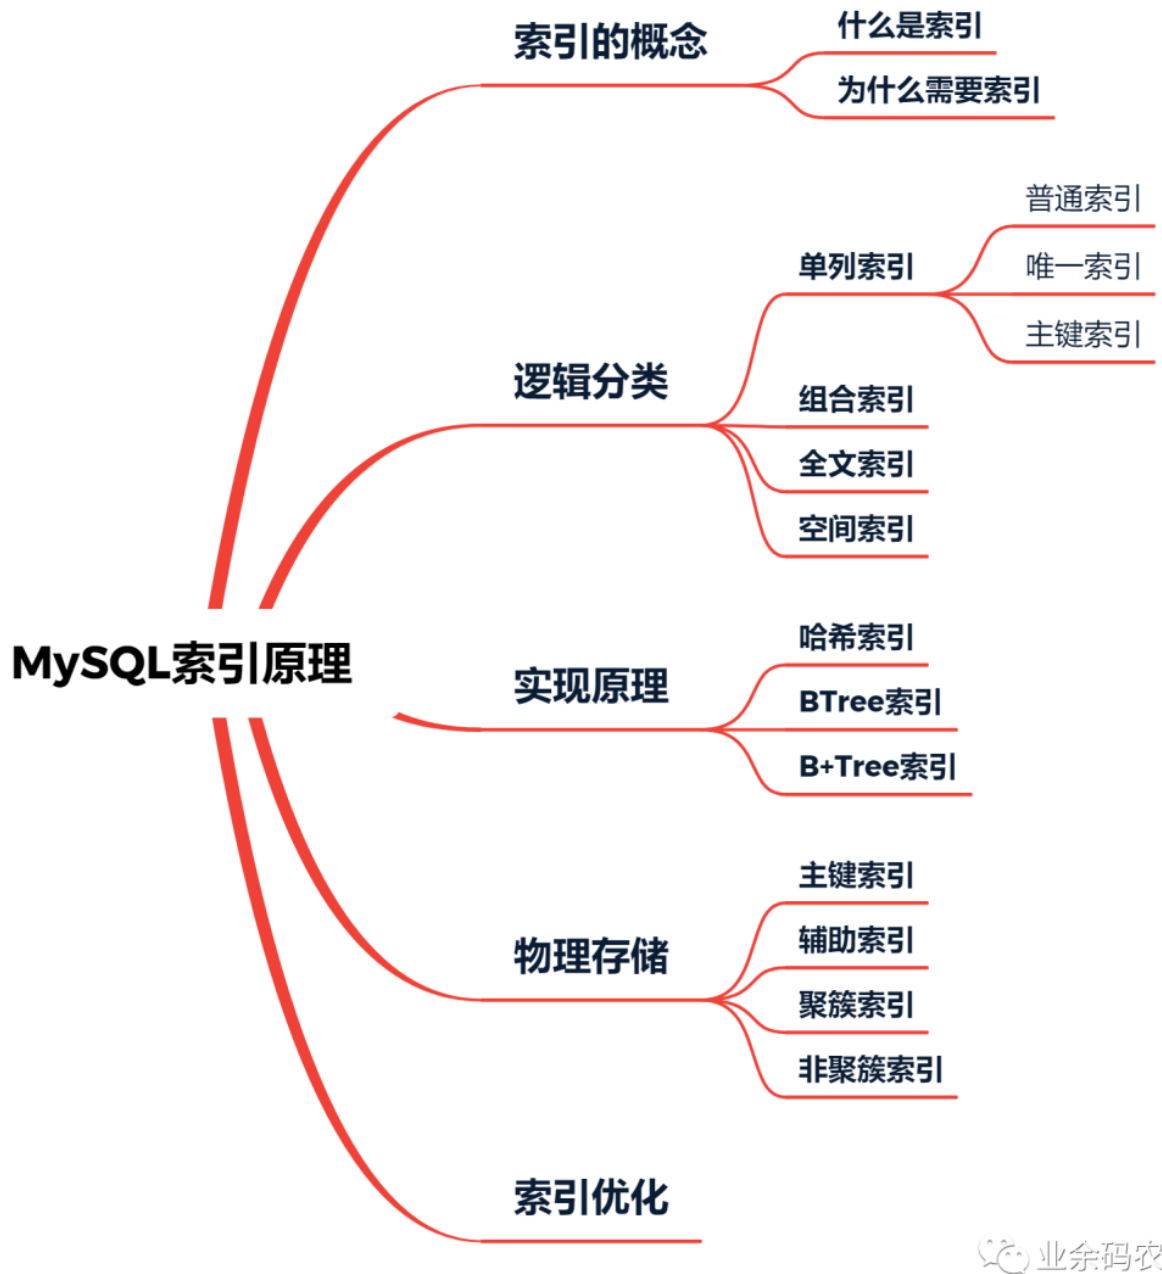 MySQL索引原理
索引的概念
什么是索引
为什么需要索引
逻辑分类
单列索引
普通索引
唯一索引
主键索引
组合索引
全文索引
空间索引
实现原理
哈希索引
BTree索引
B+Tree索引
物理存储
主键索引
辅助索引
聚簇索引
非聚簇索引
索引优化
业余码农